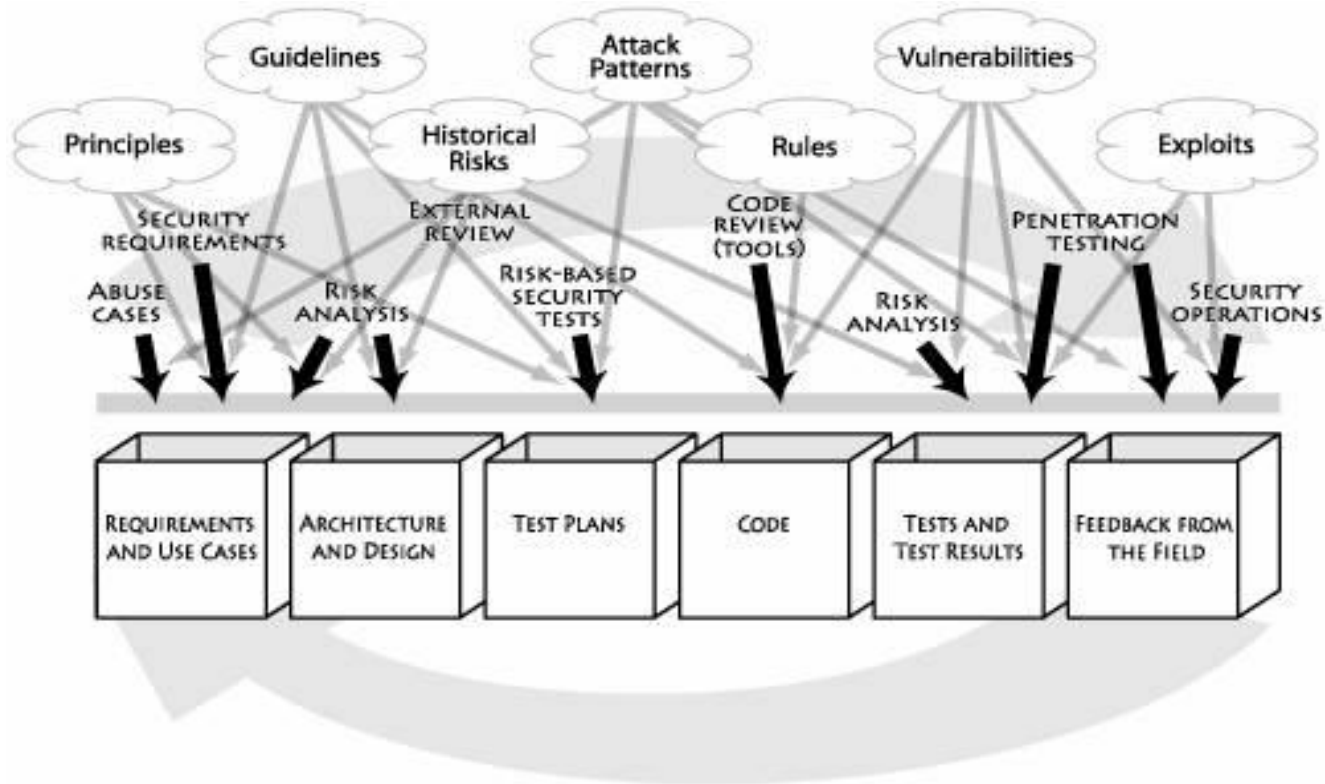 Guidelines
Attack
Patterns
Vulnerabilities
Principles
Historical
Risks
Rules
Exploits
SECURITY
REQUIREMENTS
EXTERNAL
REVIEW
CODE
REVIEW
(TOOLS)
PENETRATION
TESTING
ABUSE
CASES
RISK
ANALYSIS
RISK-BASED
SECURITY
TESTS
RISK
ANALYSIS
SECURITY
OPERATIONS
REQUIREMENTS
AND USE CASES
ARCHITECTURE
AND DESIGN
TEST PLANS
CODE
TESTS AND
TEST RESULTS
FEEDBACK FROM
THE FIELD